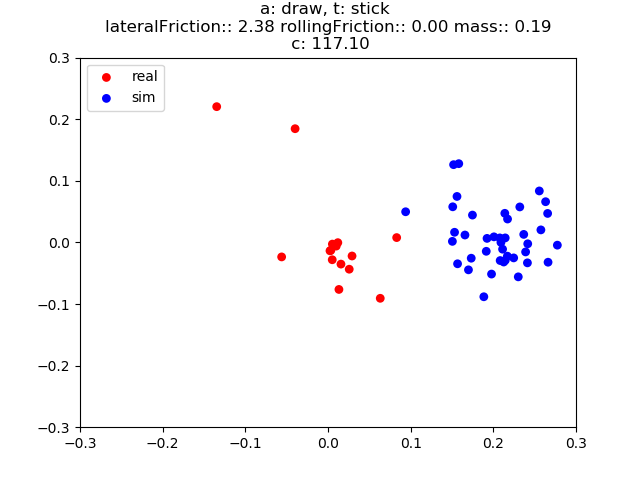 a: draw, t: stick
lateralFriction:: 2.38 rollingFriction:: 0.00 mass:: 0.19
c: 117.10
real
sim
0.3
0.2
0.1
0.0
−0.1
−0.2
−0.3
−0.3
−0.2
−0.1
0.0
0.1
0.2
0.3